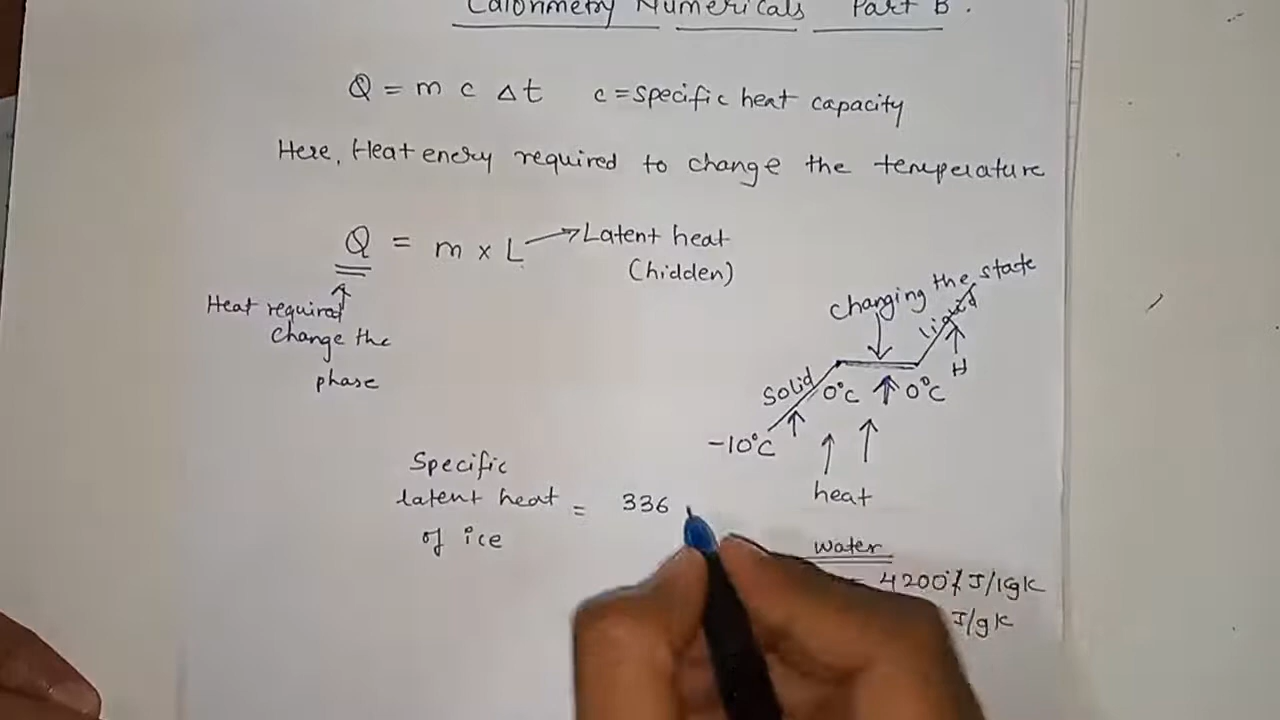 Calorimetry Numericals Part B.
Q = m c Δt c = specific heat capacity
Here, Heat enery required to change the temperature
Q = m x L → Latent heat
(hidden)
Heat required
change the
phase
changing the state
liquid
Solid
0°C 0°C H
-10°C
heat
Specific
latent heat = 336
of ice
water
4200 J/kgK
J/gK